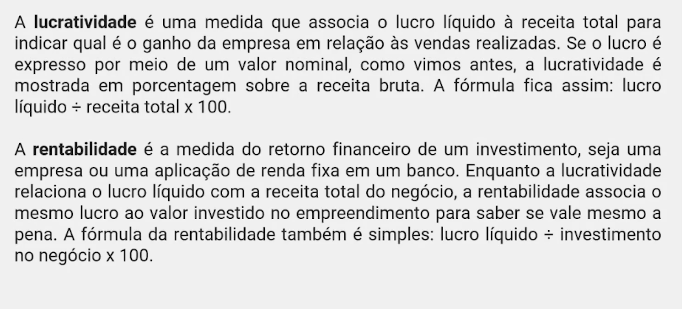 A lucratividade é uma medida que associa o lucro líquido à receita total para
indicar qual é o ganho da empresa em relação às vendas realizadas. Se o lucro é
expresso por meio de um valor nominal, como vimos antes, a lucratividade é
mostrada em porcentagem sobre a receita bruta. A fórmula fica assim: lucro
líquido ÷ receita total x 100.
A rentabilidade é a medida do retorno financeiro de um investimento, seja uma
empresa ou uma aplicação de renda fixa em um banco. Enquanto a lucratividade
relaciona o lucro líquido com a receita total do negócio, a rentabilidade associa o
mesmo lucro ao valor investido no empreendimento para saber se vale mesmo a
pena. A fórmula da rentabilidade também é simples: lucro líquido ÷ investimento
no negócio x 100.